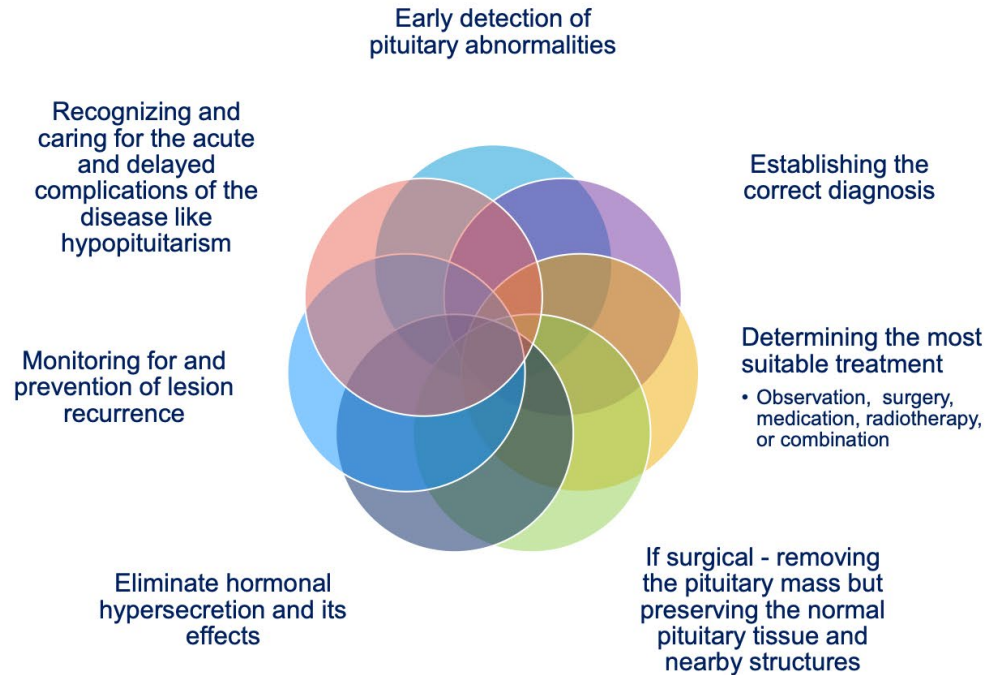 Early detection of
pituitary abnormalities
Recognizing and
caring for the acute
and delayed
complications of the
disease like
hypopituitarism
Establishing the
correct diagnosis
Monitoring for and
prevention of lesion
recurrence
Determining the most
suitable treatment
• Observation, surgery,
medication, radiotherapy,
or combination
Eliminate hormonal
hypersecretion and its
effects
If surgical - removing
the pituitary mass but
preserving the normal
pituitary tissue and
nearby structures